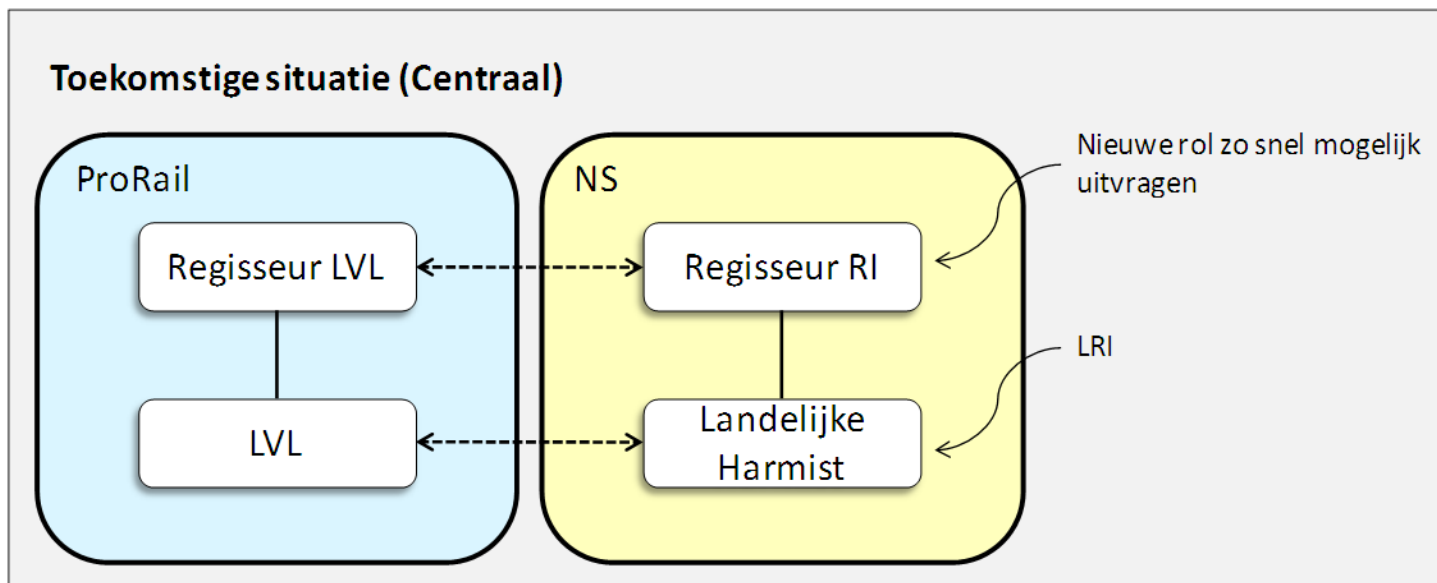 Toekomstige situatie (Centraal)
ProRail
NS
Nieuwe rol zo snel mogelijk
uitvragen
Regisseur LVL
Regisseur RI
LRI
LVL
Landelijke
Harmist